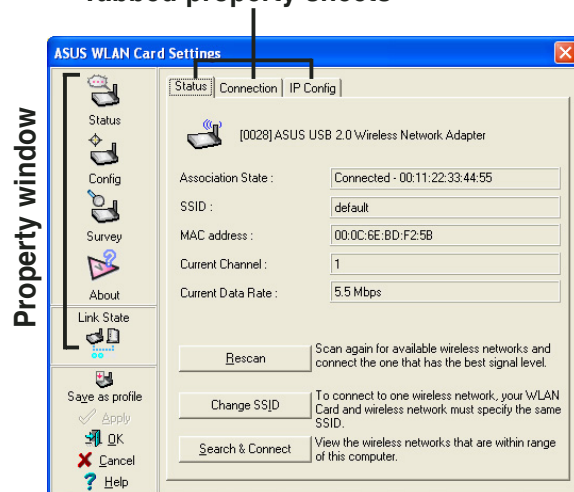 Tabbed property sheets
ASUS WLAN Card Settings
Property window
Status
Config
Survey
About
Link State
Save as profile
Apply
OK
Cancel
Help
Status Connection IP Config
[0028] ASUS USB 2.0 Wireless Network Adapter
Association State : Connected - 00:11:22:33:44:55
SSID : default
MAC address : 00:0C:6E:BD:F2:5B
Current Channel : 1
Current Data Rate : 5.5 Mbps
Rescan
Scan again for available wireless networks and
connect the one that has the best signal level.
Change SSID
To connect to one wireless network, your WLAN
Card and wireless network must specify the same
SSID.
Search & Connect
View the wireless networks that are within range
of this computer.